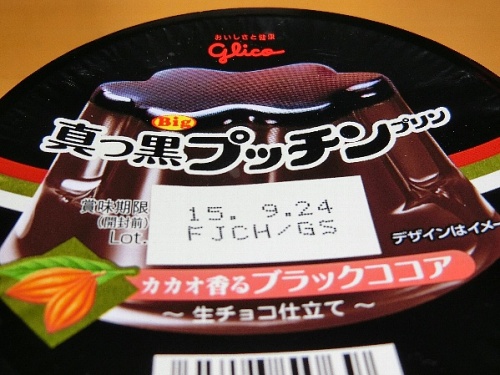 おいしさと健康
Glico
Big
真っ黒プッチンプリン
賞味期限
(開封前)
Lot.
15. 9.24
FJCH/GS
デザインはイメー
カカオ香るブラックココア
～ 生チョコ仕立て ～